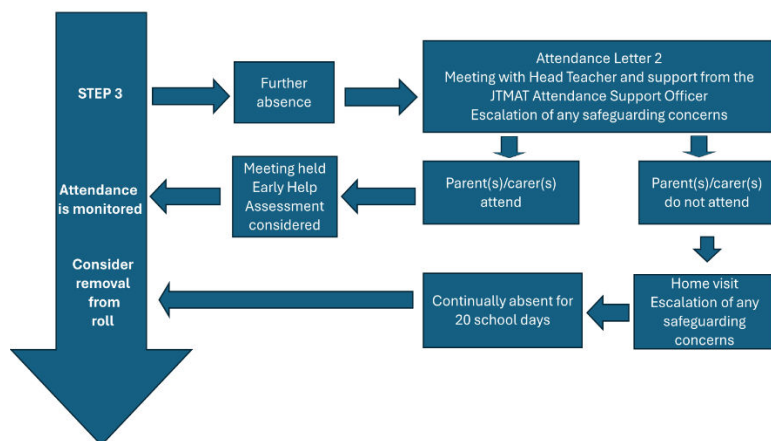 STEP 3
Further
absence
Attendance Letter 2
Meeting with Head Teacher and support from the
JTMAT Attendance Support Officer
Escalation of any safeguarding concerns
Parent(s)/carer(s)
attend
Parent(s)/carer(s)
do not attend
Meeting held
Early Help
Assessment
considered
Attendance
is monitored
Home visit
Escalation of any
safeguarding
concerns
Continually absent for
20 school days
Consider
removal
from
roll